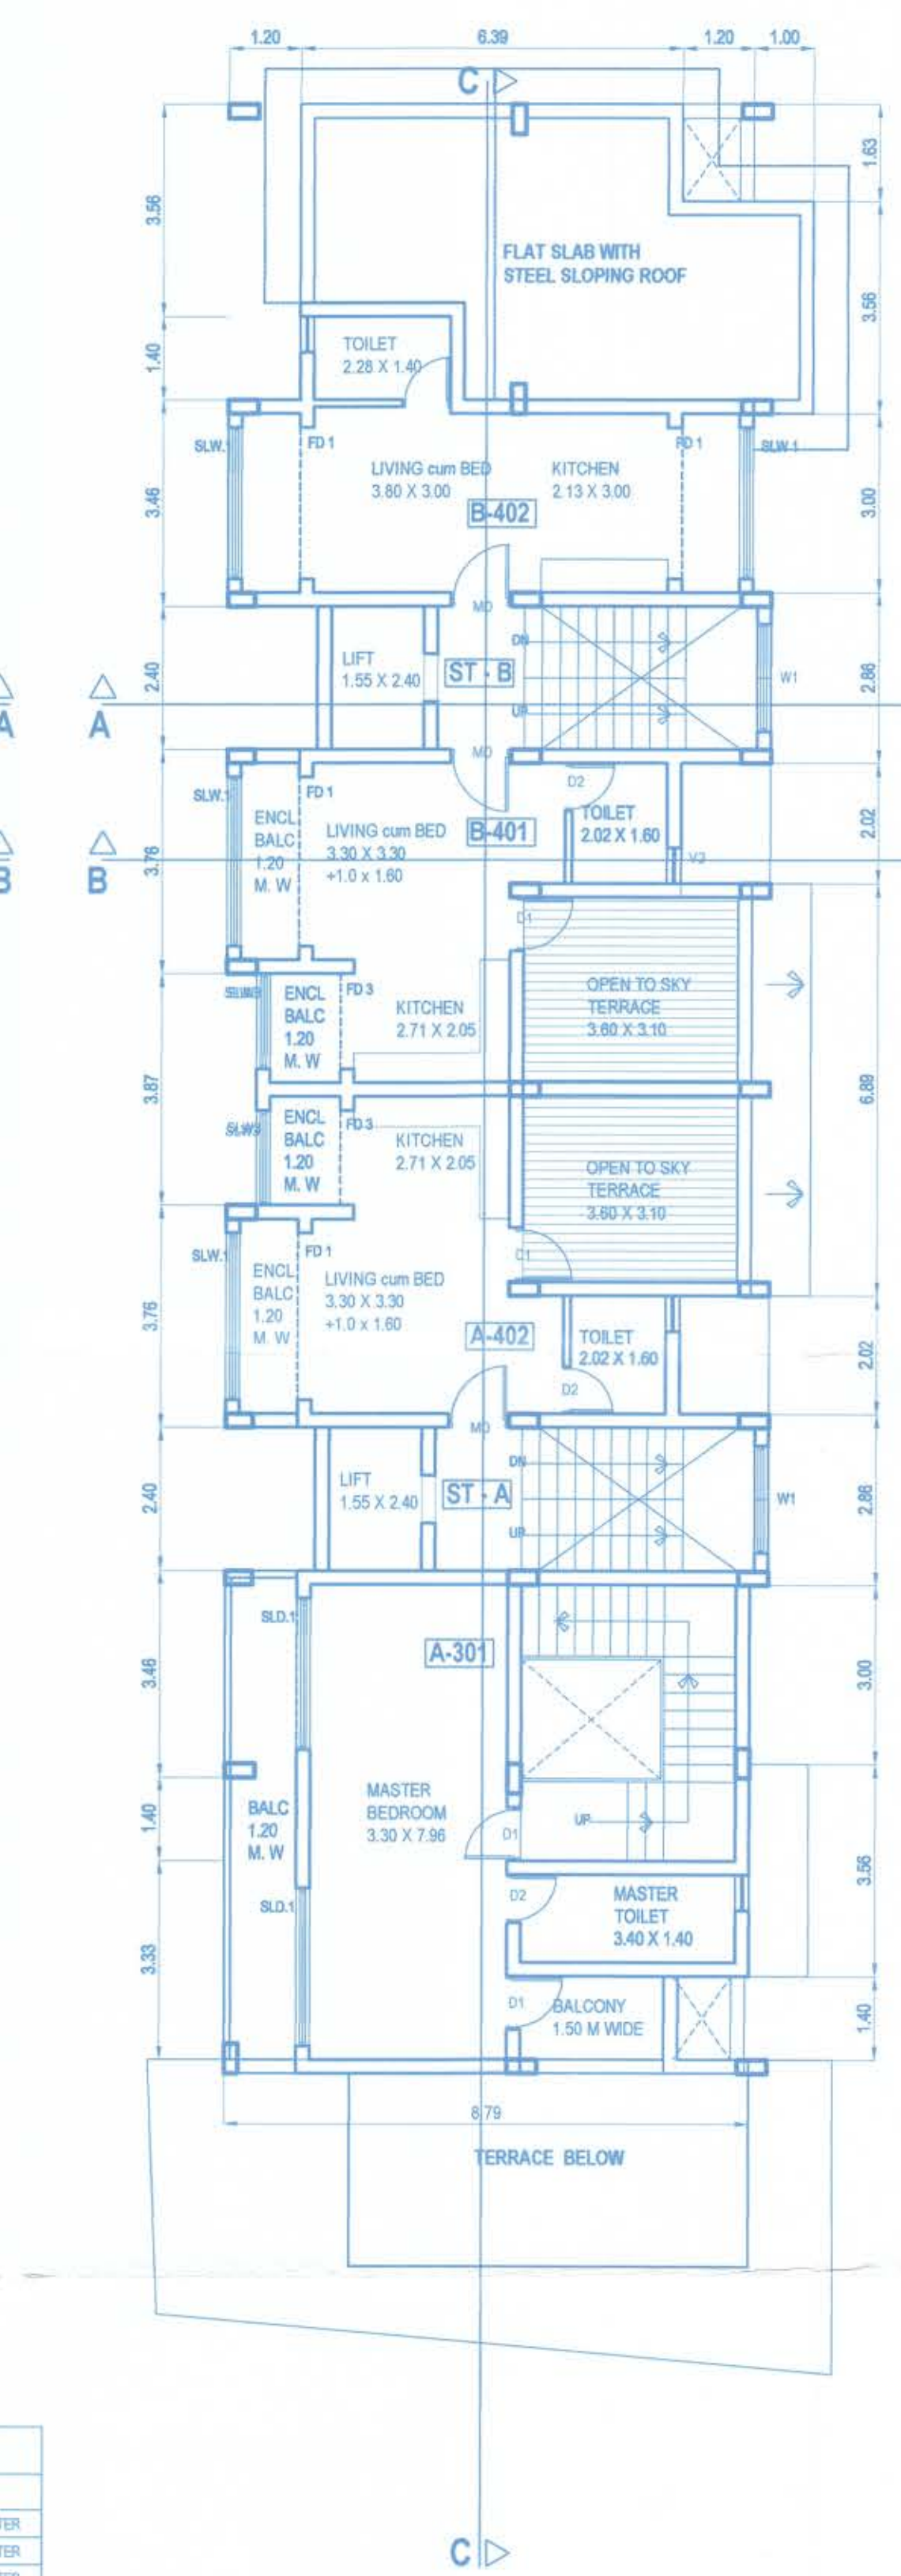 1.20
6.39
1.20
1.00
C
3.56
1.63
FLAT SLAB WITH
STEEL SLOPING ROOF
3.56
1.40
TOILET
2.28 X 1.40
SLW.1
FD 1
FD 1
SLW.1
LIVING cum BED
3.80 X 3.00
KITCHEN
2.13 X 3.00
B-402
3.46
3.00
MD
DN
LIFT
1.55 X 2.40
ST - B
UP
W1
2.40
2.86
A
A
MD
SLW.1
FD 1
D2
ENCL
BALC
1.20
M. W
LIVING cum BED
3.30 X 3.30
+1.0 x 1.60
B-401
TOILET
2.02 X 1.60
2.02
3.76
B
B
D1
FD 3
ENCL
BALC
1.20
M. W
KITCHEN
2.71 X 2.05
OPEN TO SKY
TERRACE
3.60 X 3.10
3.87
6.89
FD 3
ENCL
BALC
1.20
M. W
KITCHEN
2.71 X 2.05
OPEN TO SKY
TERRACE
3.60 X 3.10
SLW.1
FD 1
D1
ENCL
BALC
1.20
M. W
LIVING cum BED
3.30 X 3.30
+1.0 x 1.60
A-402
TOILET
2.02 X 1.60
D2
3.76
2.02
MD
DN
LIFT
1.55 X 2.40
ST - A
UP
W1
2.40
2.86
SLD.1
A-301
3.46
3.00
BALC
1.20
M. W
MASTER
BEDROOM
3.30 X 7.96
UP
D1
1.40
3.56
D2
MASTER
TOILET
3.40 X 1.40
SLD.1
3.33
D1
BALCONY
1.50 M WIDE
1.40
8.79
TERRACE BELOW
C